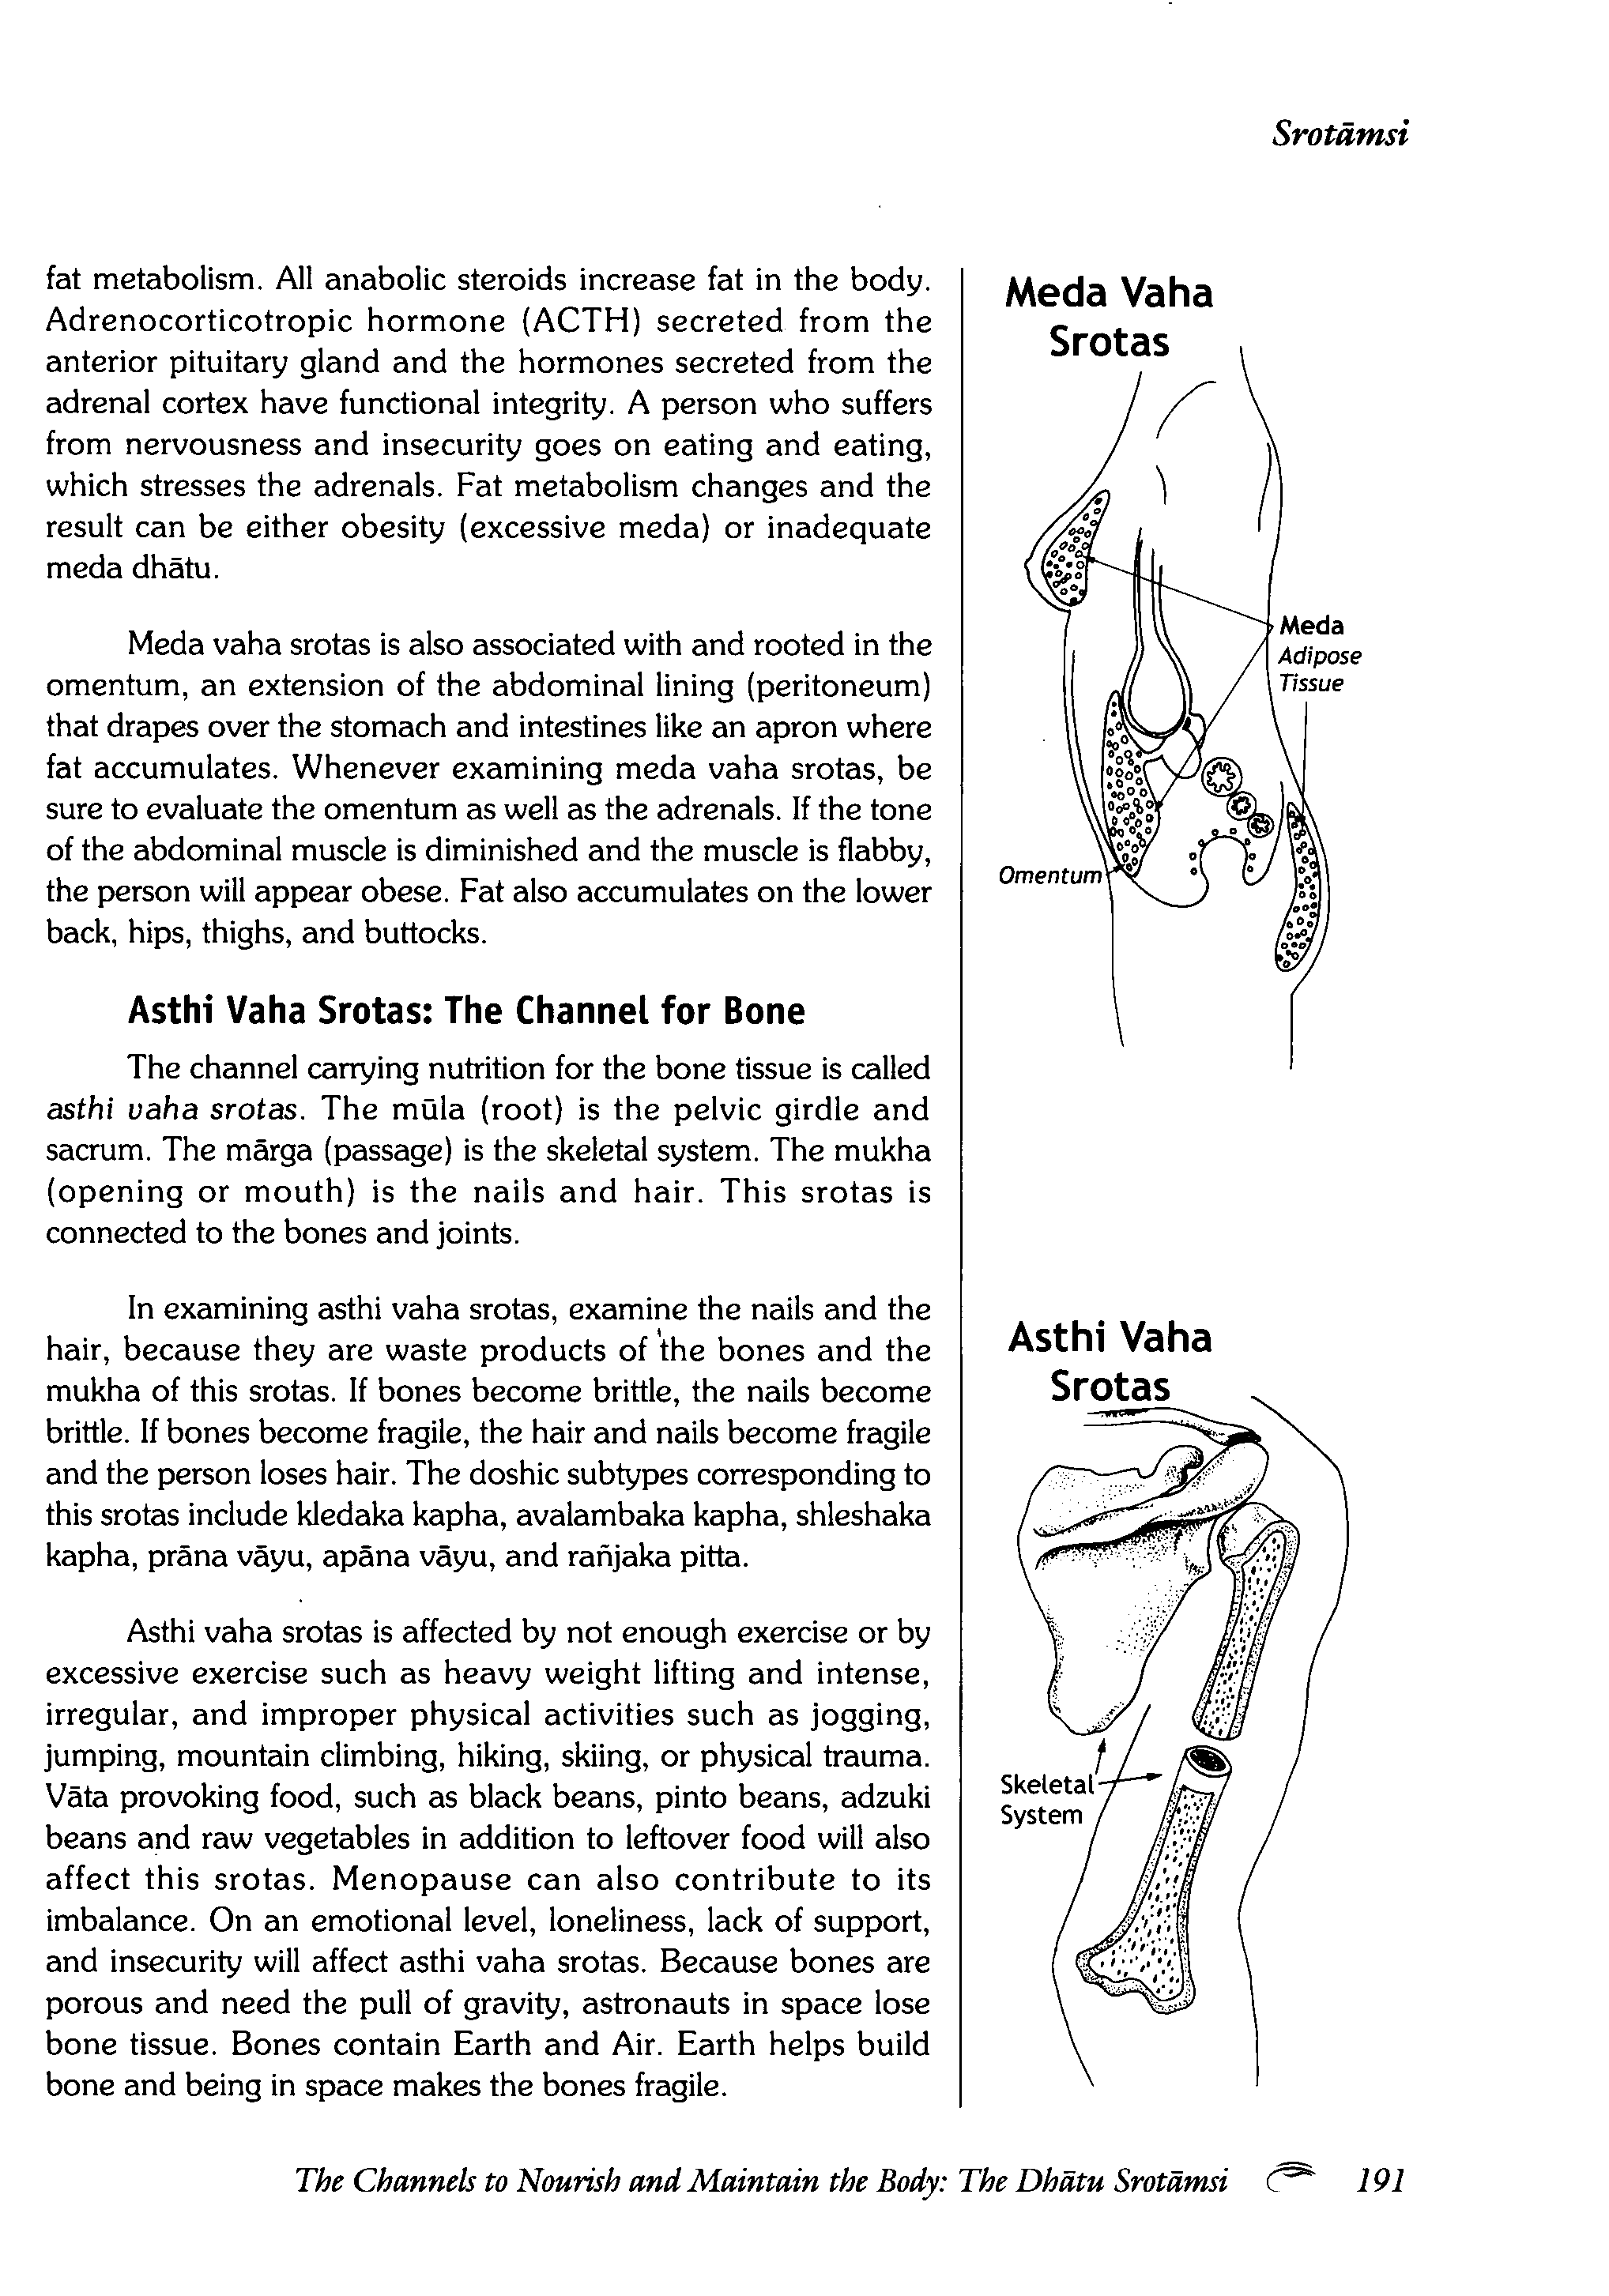 Srotāmsi
fat metabolism. All anabolic steroids increase fat in the body.
Adrenocorticotropic hormone (ACTH) secreted from the
anterior pituitary gland and the hormones secreted from the
adrenal cortex have functional integrity. A person who suffers
from nervousness and insecurity goes on eating and eating,
which stresses the adrenals. Fat metabolism changes and the
result can be either obesity (excessive meda) or inadequate
meda dhātu.
Meda vaha srotas is also associated with and rooted in the
omentum, an extension of the abdominal lining (peritoneum)
that drapes over the stomach and intestines like an apron where
fat accumulates. Whenever examining meda vaha srotas, be
sure to evaluate the omentum as well as the adrenals. If the tone
of the abdominal muscle is diminished and the muscle is flabby,
the person will appear obese. Fat also accumulates on the lower
back, hips, thighs, and buttocks.
Asthi Vaha Srotas: The Channel for Bone
The channel carrying nutrition for the bone tissue is called
asthi vaha srotas. The mūla (root) is the pelvic girdle and
sacrum. The mārga (passage) is the skeletal system. The mukha
(opening or mouth) is the nails and hair. This srotas is
connected to the bones and joints.
In examining asthi vaha srotas, examine the nails and the
hair, because they are waste products of the bones and the
mukha of this srotas. If bones become brittle, the nails become
brittle. If bones become fragile, the hair and nails become fragile
and the person loses hair. The doshic subtypes corresponding to
this srotas include kledaka kapha, avalambaka kapha, shleshaka
kapha, prāna vāyu, apāna vāyu, and rañjaka pitta.
Asthi vaha srotas is affected by not enough exercise or by
excessive exercise such as heavy weight lifting and intense,
irregular, and improper physical activities such as jogging,
jumping, mountain climbing, hiking, skiing, or physical trauma.
Vāta provoking food, such as black beans, pinto beans, adzuki
beans and raw vegetables in addition to leftover food will also
affect this srotas. Menopause can also contribute to its
imbalance. On an emotional level, loneliness, lack of support,
and insecurity will affect asthi vaha srotas. Because bones are
porous and need the pull of gravity, astronauts in space lose
bone tissue. Bones contain Earth and Air. Earth helps build
bone and being in space makes the bones fragile.
Meda Vaha
Srotas
Meda
Adipose
Tissue
Omentum
Asthi Vaha
Srotas
Skeletal
System
The Channels to Nourish and Maintain the Body: The Dhātu Srotāmsi 191